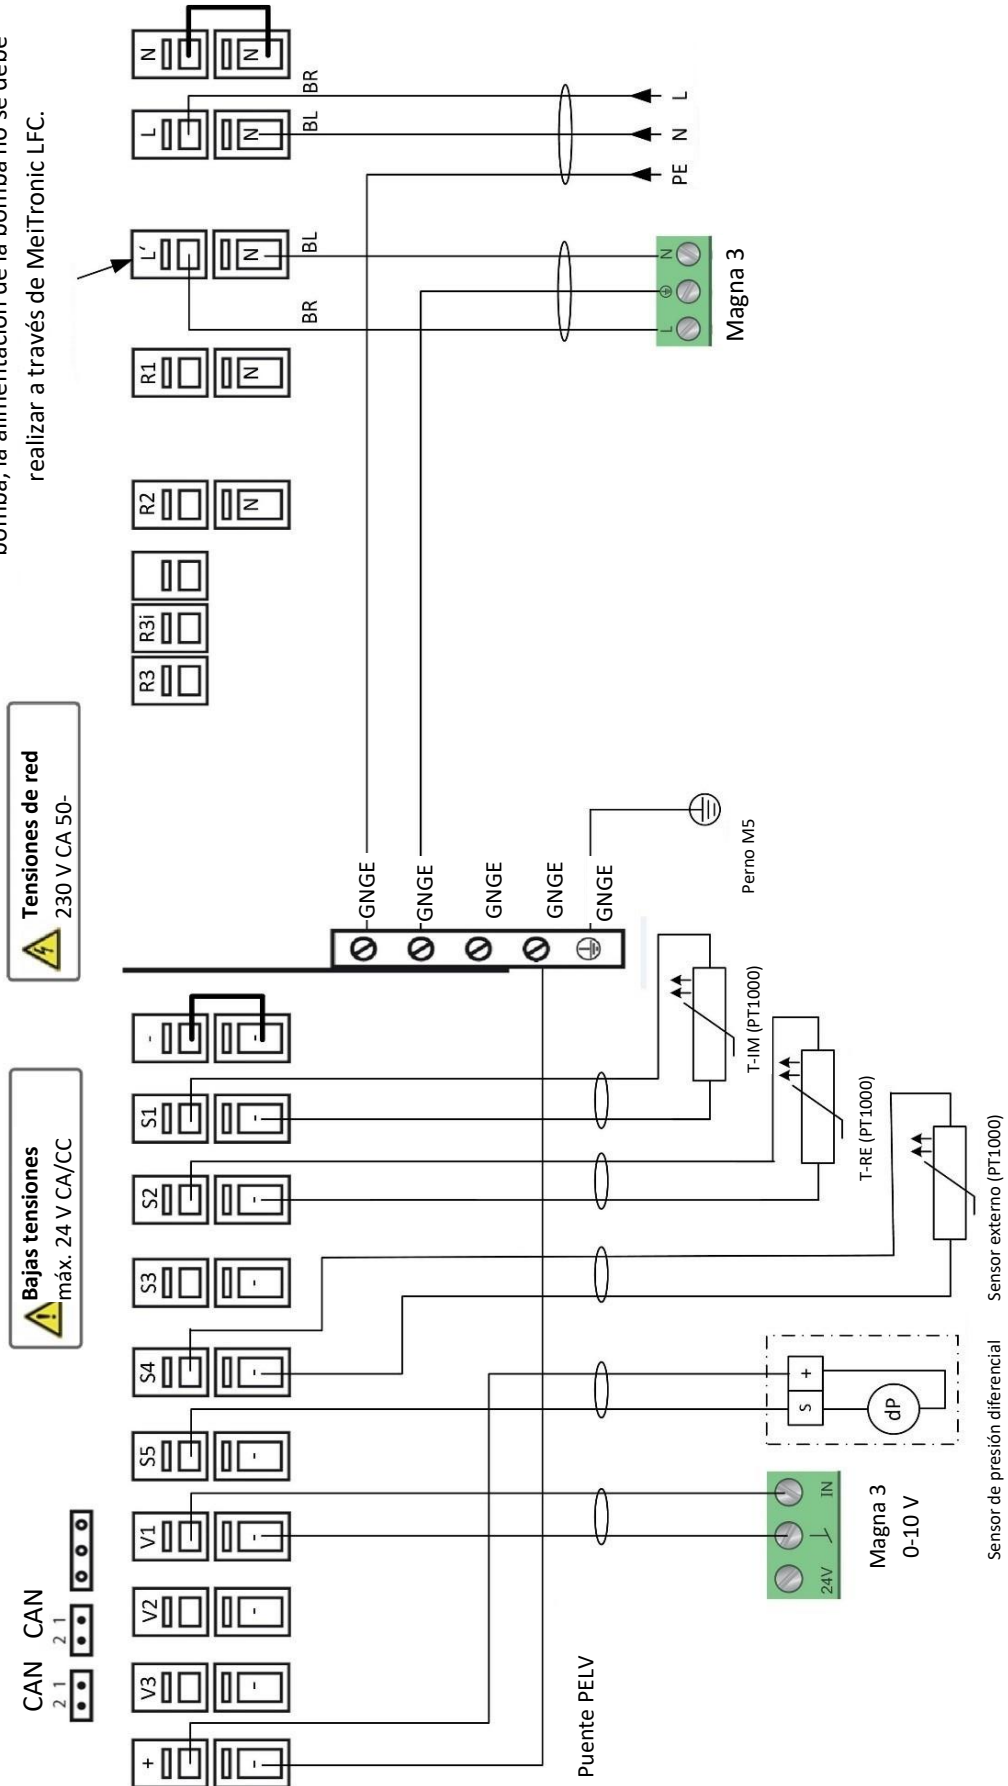 bomba, la alimentación de la bomba no se debe
realizar a través de MeiTronic LFC.
Bajas tensiones
máx. 24 V CA/CC
Tensiones de red
230 V CA 50-
CAN
CAN
2 1
2 1
+
V3
V2
V1
S5
S4
S3
S2
S1
-
R3
R3i
R2
R1
L'
L
N
-
-
-
-
-
-
-
-
-
-
N
N
N
N
N
BR
BL
BR
BL
GNGE
GNGE
GNGE
GNGE
GNGE
PE
N
L
L
N
Magna 3
Perno M5
Puente PELV
24V
IN
Magna 3
0-10 V
S
+
dP
Sensor de presión diferencial
Sensor externo (PT1000)
T-RE (PT1000)
T-IM (PT1000)